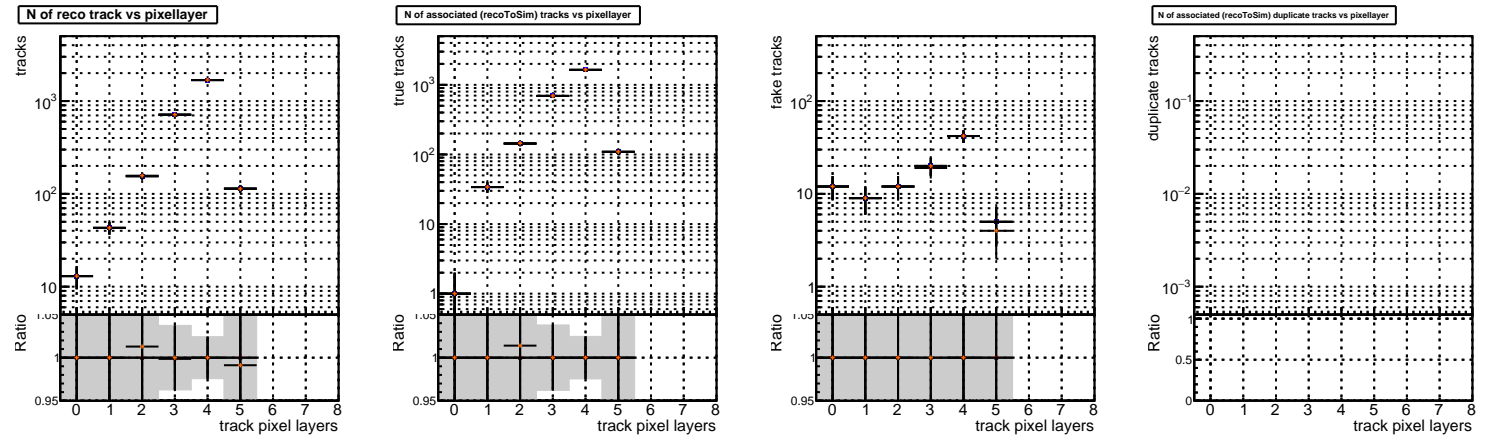 N of reco track vs pixellayer
tracks
10³
10²
10
Ratio
1.05
1
0.95
0 1 2 3 4 5 6 7 8
track pixel layers
N of associated (recoToSim) tracks vs pixellayer
true tracks
10³
10²
10
1
Ratio
1.05
1
0.95
0 1 2 3 4 5 6 7 8
track pixel layers
fake tracks
10²
10
1
Ratio
1.05
1
0.95
0 1 2 3 4 5 6 7 8
track pixel layers
N of associated (recoToSim) duplicate tracks vs pixellayer
duplicate tracks
10⁻¹
10⁻²
10⁻³
Ratio
1
0.5
0
0 1 2 3 4 5 6 7 8
track pixel layers